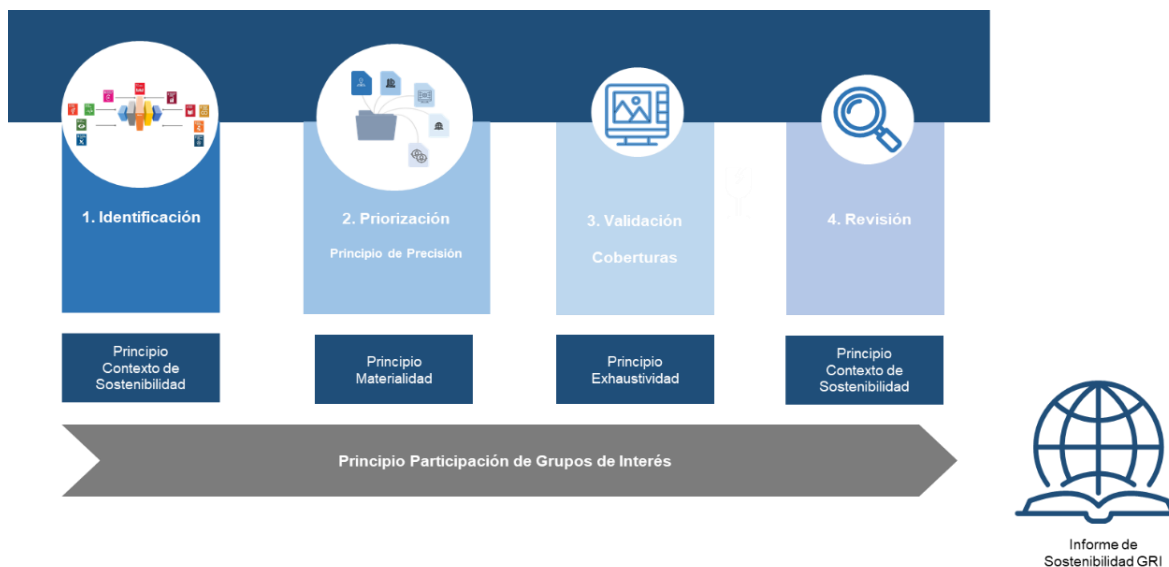 1. Identificación
2. Priorización
Principio de Precisión
3. Validación
Coberturas
4. Revisión
Principio
Contexto de
Sostenibilidad
Principio
Materialidad
Principio
Exhaustividad
Principio
Contexto de
Sostenibilidad
Principio Participación de Grupos de Interés
Informe de
Sostenibilidad GRI